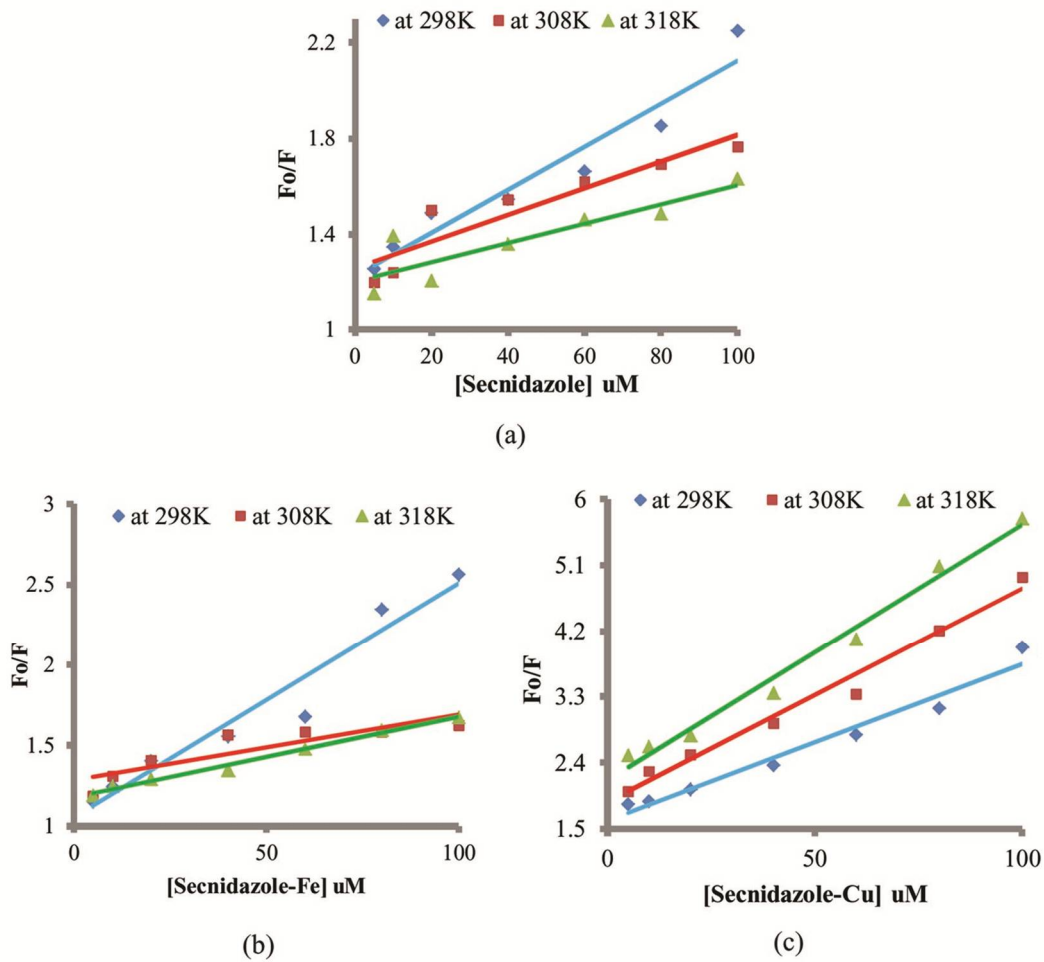 at 298K at 308K at 318K
2.2
1.8
1.4
1
Fo/F
0 20 40 60 80 100
[Secnidazole] uM
(a)
at 298K at 308K at 318K
3
2.5
2
1.5
1
Fo/F
0 50 100
[Secnidazole-Fe] uM
(b)
at 298K at 308K at 318K
6
5.1
4.2
3.3
2.4
1.5
Fo/F
0 50 100
[Secnidazole-Cu] uM
(c)